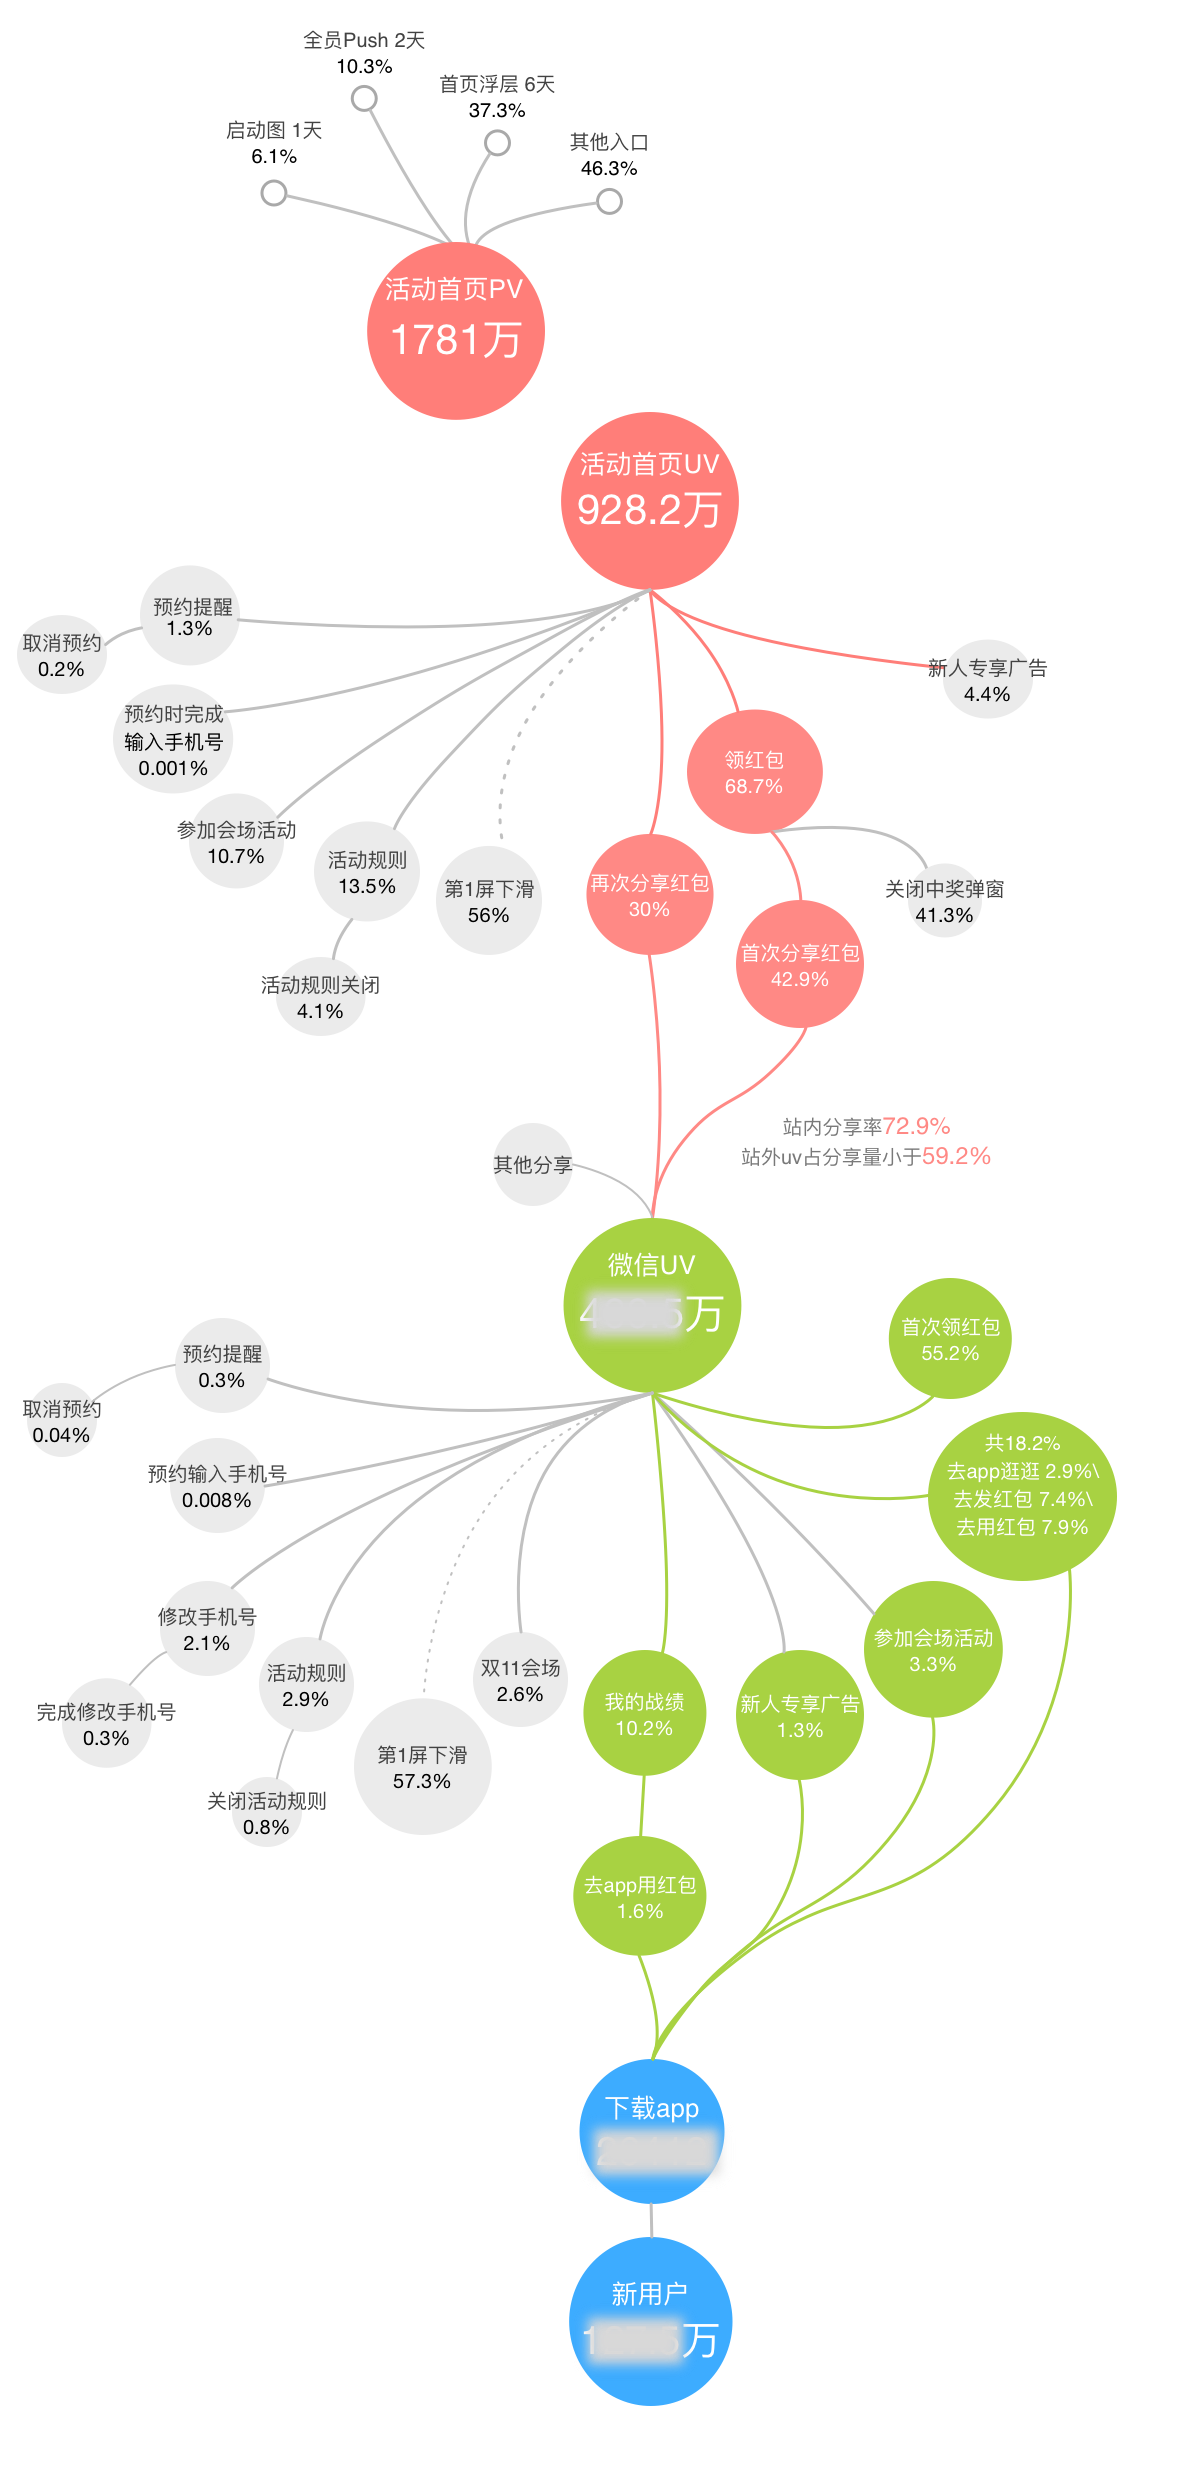 全员Push 2天
10.3%
首页浮层 6天
37.3%
启动图 1天
6.1%
其他入口
46.3%
活动首页PV
1781万
活动首页UV
928.2万
预约提醒
1.3%
取消预约
0.2%
新人专享广告
4.4%
预约时完成
输入手机号
0.001%
领红包
68.7%
参加会场活动
10.7%
活动规则
13.5%
第1屏下滑
56%
再次分享红包
30%
关闭中奖弹窗
41.3%
首次分享红包
42.9%
活动规则关闭
4.1%
站内分享率72.9%
站外uv占分享量小于59.2%
其他分享
微信UV
万
首次领红包
55.2%
预约提醒
0.3%
取消预约
0.04%
共18.2%
去app逛逛 2.9%\
去发红包 7.4%\
去用红包 7.9%
预约输入手机号
0.008%
修改手机号
2.1%
参加会场活动
3.3%
活动规则
2.9%
双11会场
2.6%
我的战绩
10.2%
新人专享广告
1.3%
完成修改手机号
0.3%
第1屏下滑
57.3%
关闭活动规则
0.8%
去app用红包
1.6%
下载app
新用户
万